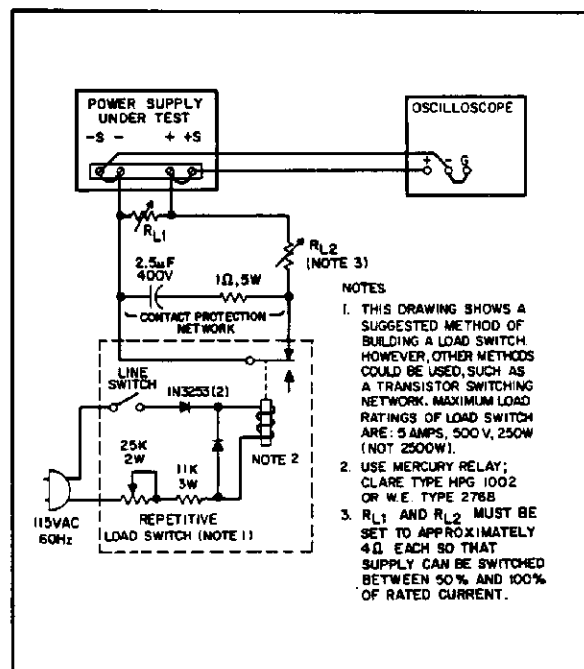 POWER SUPPLY
UNDER TEST
-S - + +S
OSCILLOSCOPE
+ - G
RL1
RL2
(NOTE 3)
2.5µF
400V
1Ω, 5W
CONTACT PROTECTION
NETWORK
LINE
SWITCH
1N3253(2)
25K
2W
11K
3W
NOTE 2
115VAC
60Hz
REPETITIVE
LOAD SWITCH (NOTE 1)
NOTES
1. THIS DRAWING SHOWS A
SUGGESTED METHOD OF
BUILDING A LOAD SWITCH.
HOWEVER, OTHER METHODS
COULD BE USED, SUCH AS
A TRANSISTOR SWITCHING
NETWORK. MAXIMUM LOAD
RATINGS OF LOAD SWITCH
ARE: 5 AMPS, 500V, 250W
(NOT 2500W).
2. USE MERCURY RELAY;
CLARE TYPE HPG 1002
OR W.E. TYPE 276B
3. RL1 AND RL2 MUST BE
SET TO APPROXIMATELY
4Ω EACH SO THAT
SUPPLY CAN BE SWITCHED
BETWEEN 50% AND 100%
OF RATED CURRENT.